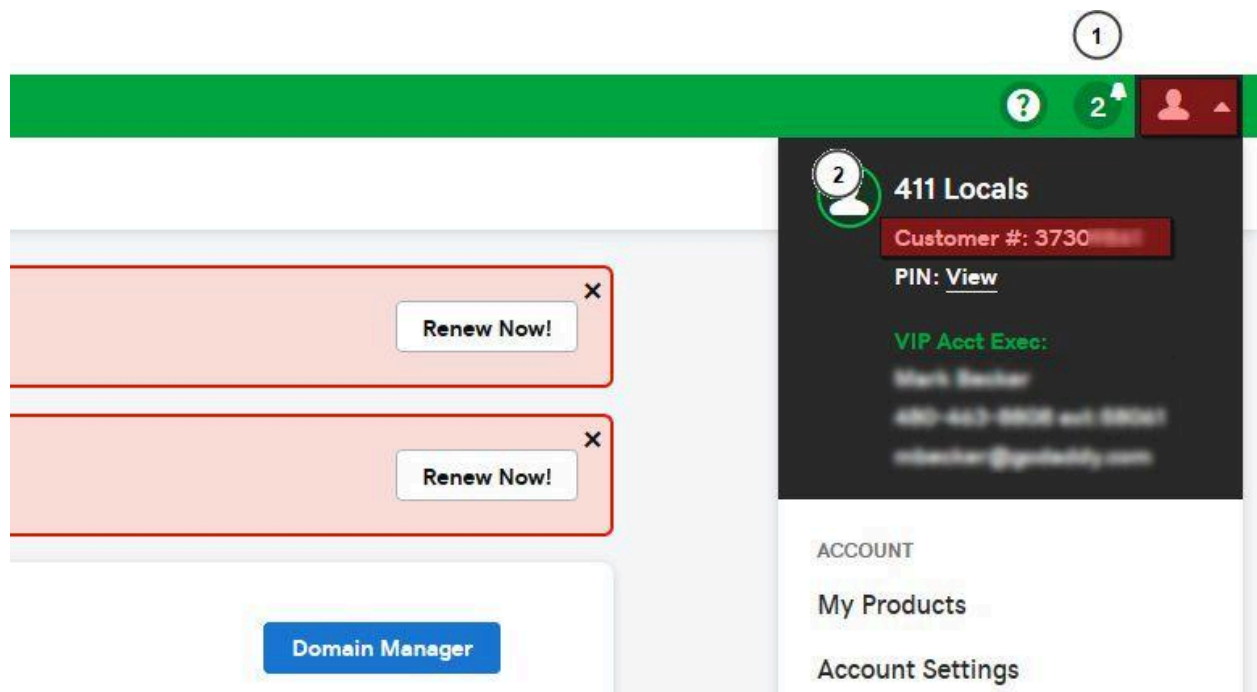 1
2
2
411 Locals
Customer #: 3730
PIN: View
VIP Acct Exec:
Renew Now!
Renew Now!
ACCOUNT
My Products
Domain Manager
Account Settings